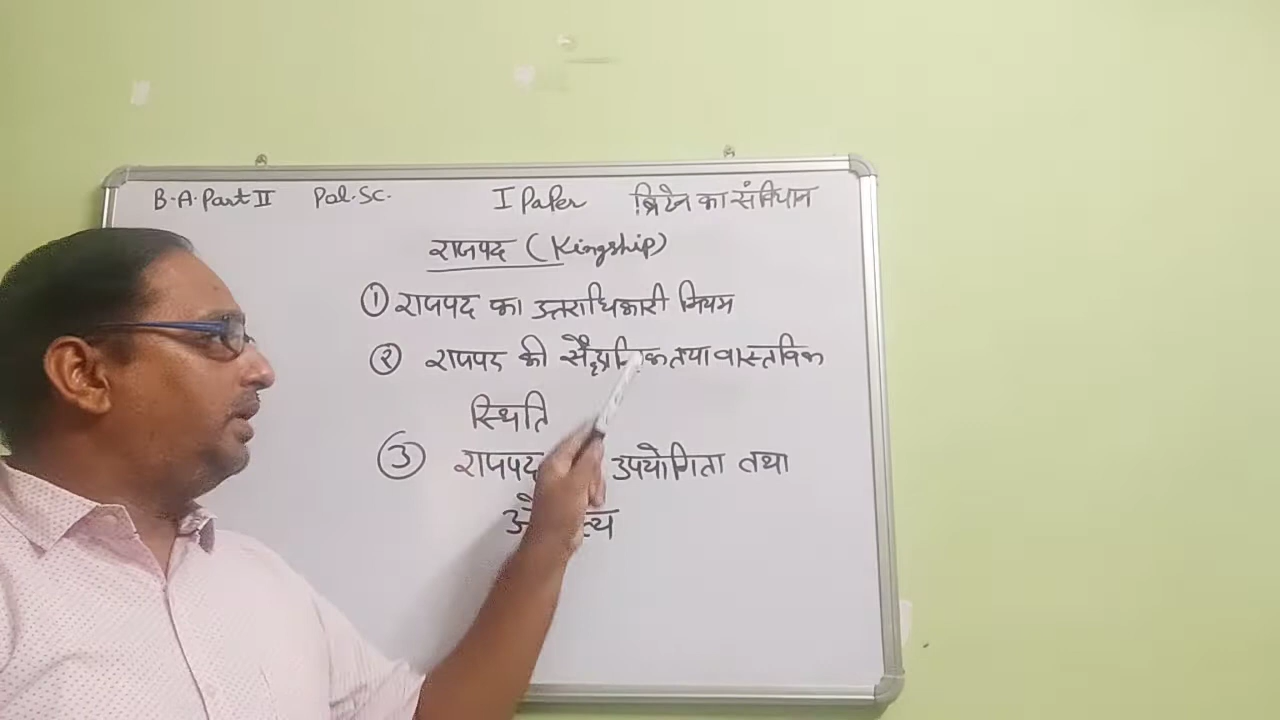 B.A. Part II Pol.Sc. I Paper ब्रिटेन का संविधान
राजपद (Kingship)
① राजपद का उत्तराधिकारी नियम
② राजपद की सैद्धान्तिक तथा वास्तविक
स्थिति
③ राजपद उपयोगिता तथा